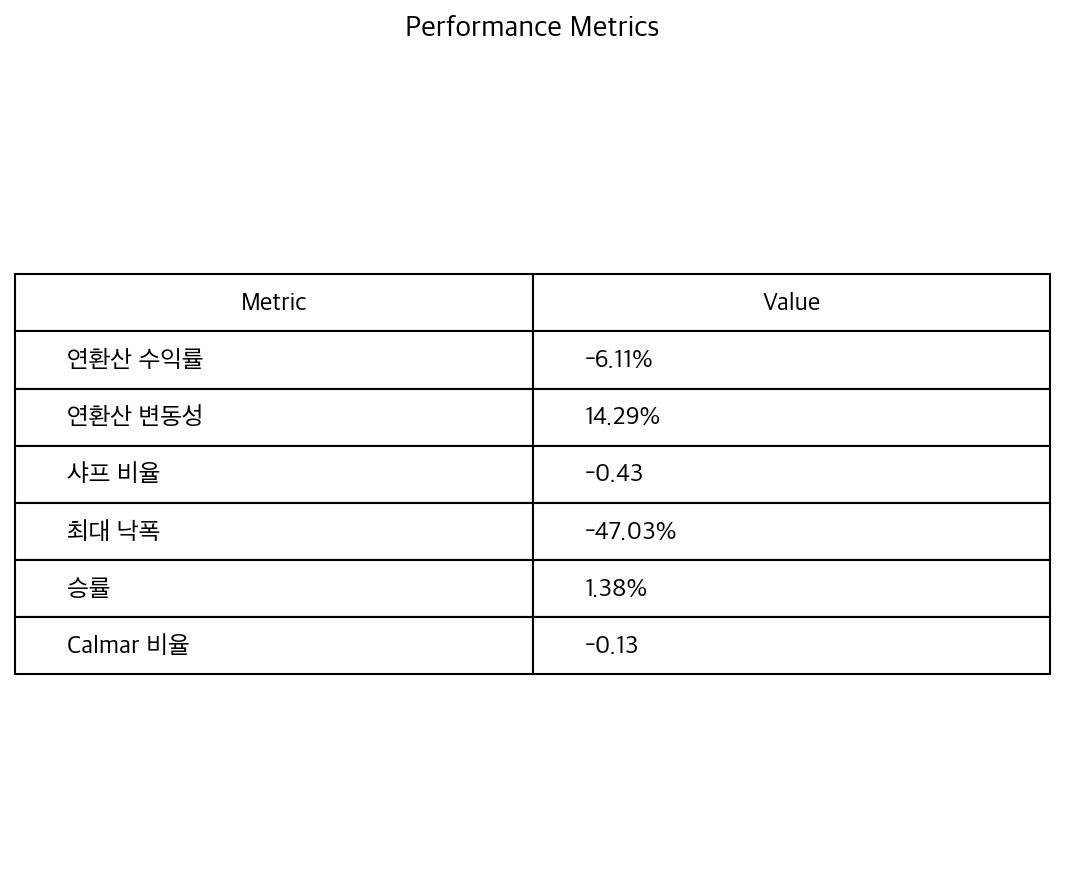 Performance Metrics
Metric Value
연환산 수익률 -6.11%
연환산 변동성 14.29%
샤프 비율 -0.43
최대 낙폭 -47.03%
승률 1.38%
Calmar 비율 -0.13